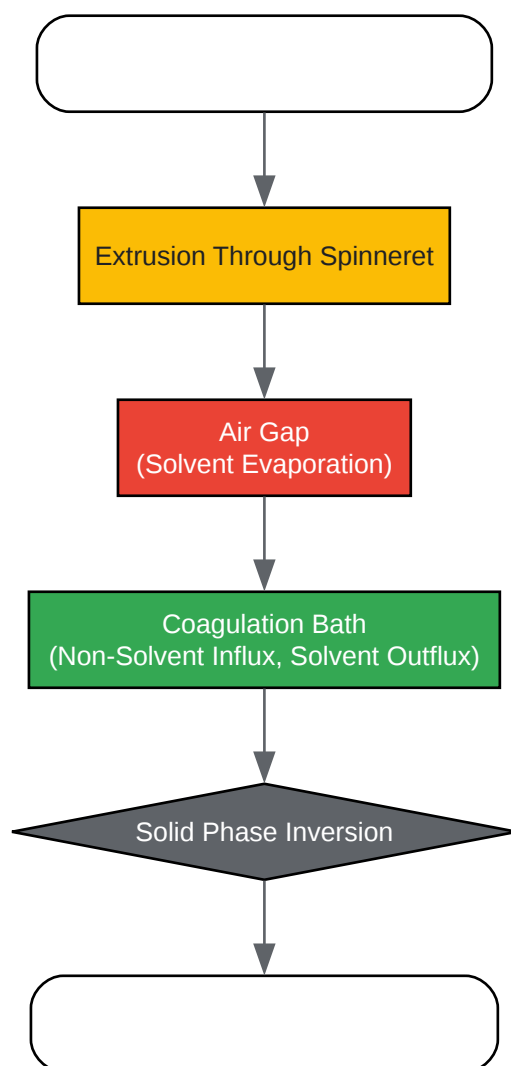 Extrusion Through Spinneret
Air Gap
(Solvent Evaporation)
Coagulation Bath
(Non-Solvent Influx, Solvent Outflux)
Solid Phase Inversion